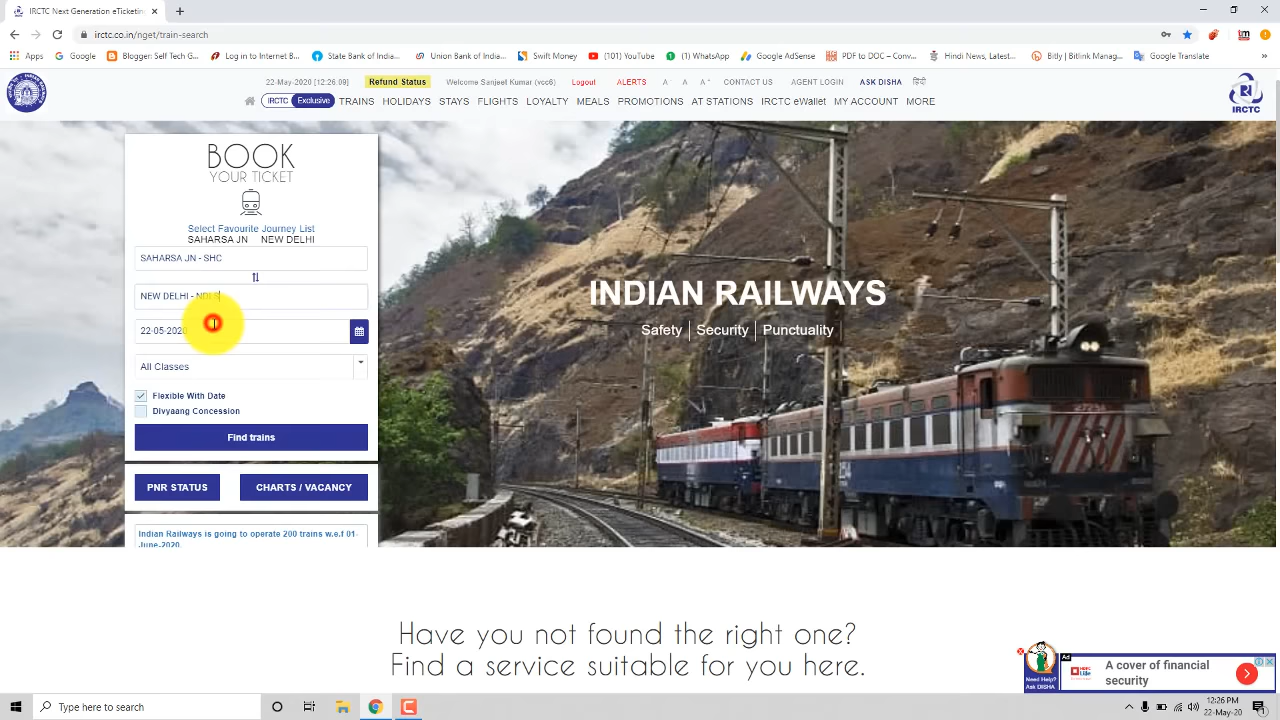 IRCTC Next Generation eTicketin
irctc.co.in/nget/train-search
Apps
Google
Blogger: Self Tech G...
Log in to Internet B...
State Bank of India...
Union Bank of India...
Swift Money
(101) YouTube
(1) WhatsApp
Google AdSense
PDF to DOC – Conv...
Hindi News, Latest...
Bitly | Bitlink Manag...
Google Translate
22-May-2020 [12:26:09]
Refund Status
Welcome Sanjeet Kumar (vcc6)
Logout
ALERTS
A-
A
A+
CONTACT US
AGENT LOGIN
ASK DISHA
हिंदी
IRCTC Exclusive
TRAINS
HOLIDAYS
STAYS
FLIGHTS
LOYALTY
MEALS
PROMOTIONS
AT STATIONS
IRCTC eWallet
MY ACCOUNT
MORE
IRCTC
BOOK
YOUR TICKET
Select Favourite Journey List
SAHARSA JN NEW DELHI
SAHARSA JN - SHC
NEW DELHI - NDLS
22-05-2020
All Classes
Flexible With Date
Divyaang Concession
Find trains
PNR STATUS
CHARTS / VACANCY
Indian Railways is going to operate 200 trains w.e.f 01-
June-2020
INDIAN RAILWAYS
Safety | Security | Punctuality
Have you not found the right one?
Find a service suitable for you here.
Need Help?
Ask DISHA
Ad
HDFC Life
A cover of financial
security
Type here to search
12:26 PM
22-May-20